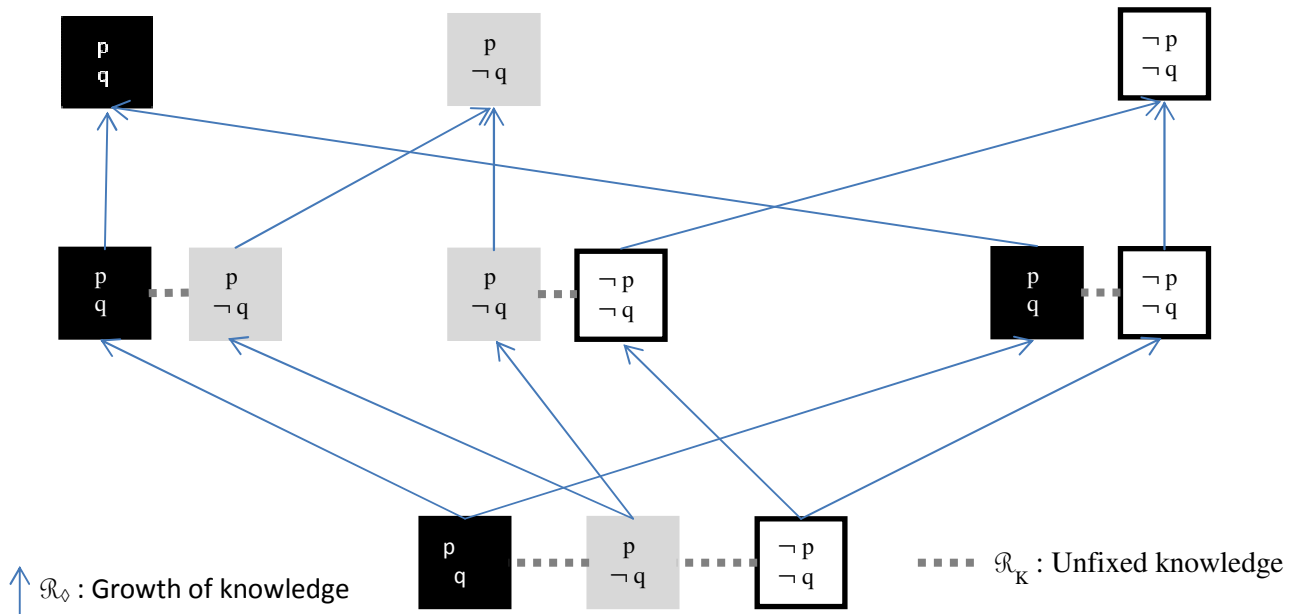 p
q
p
¬ q
¬ p
¬ q
p
q
p
¬ q
p
¬ q
¬ p
¬ q
p
q
¬ p
¬ q
p
q
p
¬ q
¬ p
¬ q
ℛ◊ : Growth of knowledge
ℛK : Unfixed knowledge